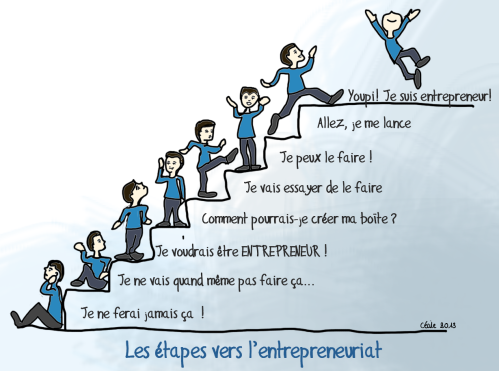 Youpi! Je suis entrepreneur!
Allez, je me lance
Je peux le faire !
Je vais essayer de le faire
Comment pourrais-je créer ma boîte ?
Je voudrais être ENTREPRENEUR !
Je ne vais quand même pas faire ça...
Je ne ferai jamais ça !
Cécile 2013
Les étapes vers l'entrepreneuriat